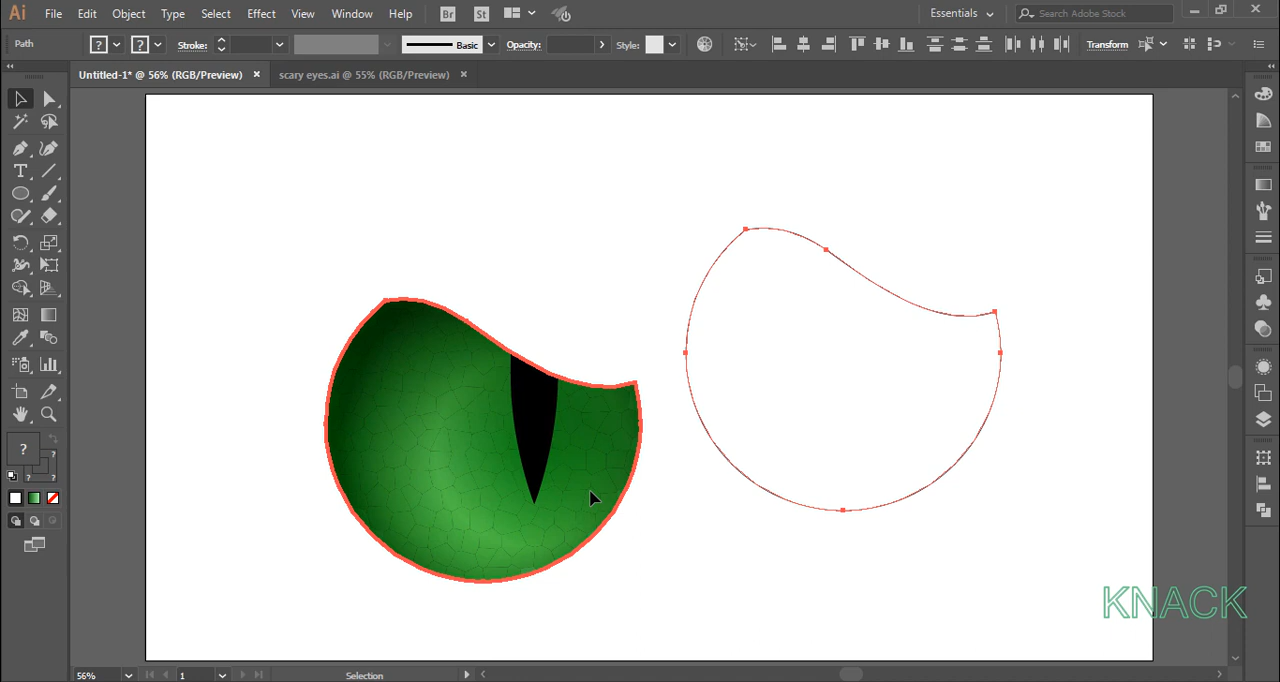 Ai File Edit Object Type Select Effect View Window Help Br St Essentials Search Adobe Stock
Path ? ? Stroke: Basic Opacity: Style: Transform
Untitled-1* @ 56% (RGB/Preview) × scary eyes.ai @ 55% (RGB/Preview) ×
T
?
?
?
?
KNACK
56% 1 Selection